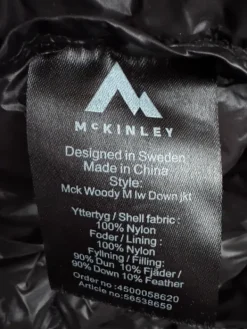 McKINLEY
Designed in Sweden
Made in China
Style:
Mck Woody M lw Down jkt
Yttertyg / Shell fabric :
100% Nylon
Foder / Lining :
100% Nylon
Fyllning / Filling:
90% Dun 10% Fjäder/
90% Down 10% Feather
Order no :4500058620
Article no:56538659